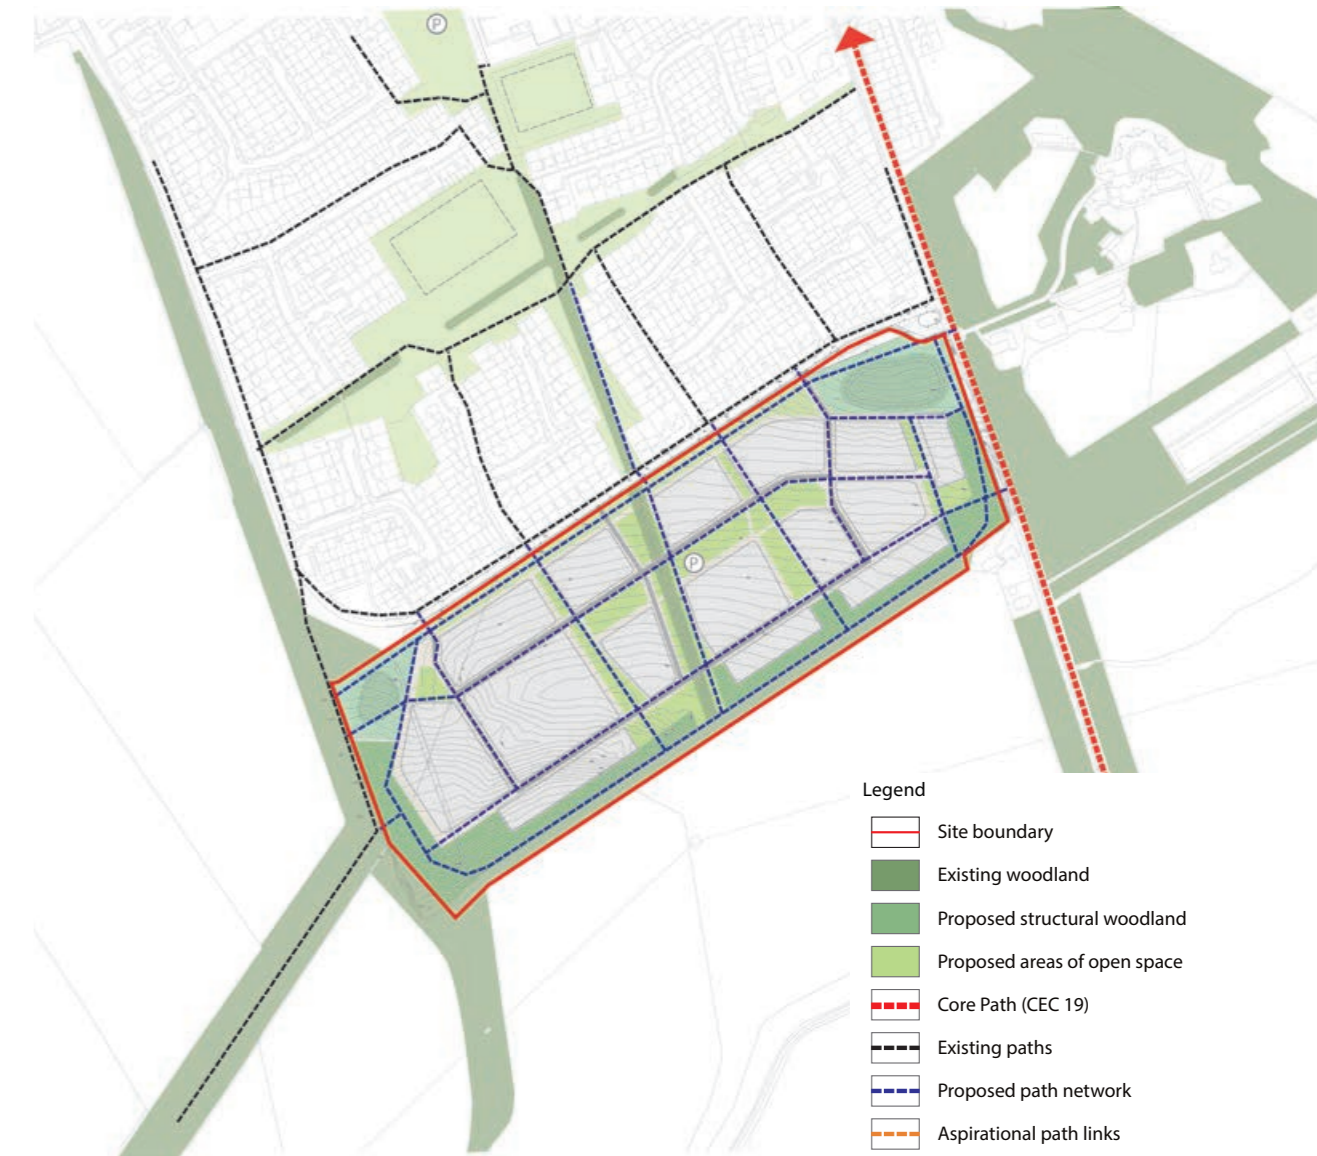 P
P
Legend
Site boundary
Existing woodland
Proposed structural woodland
Proposed areas of open space
Core Path (CEC 19)
Existing paths
Proposed path network
Aspirational path links